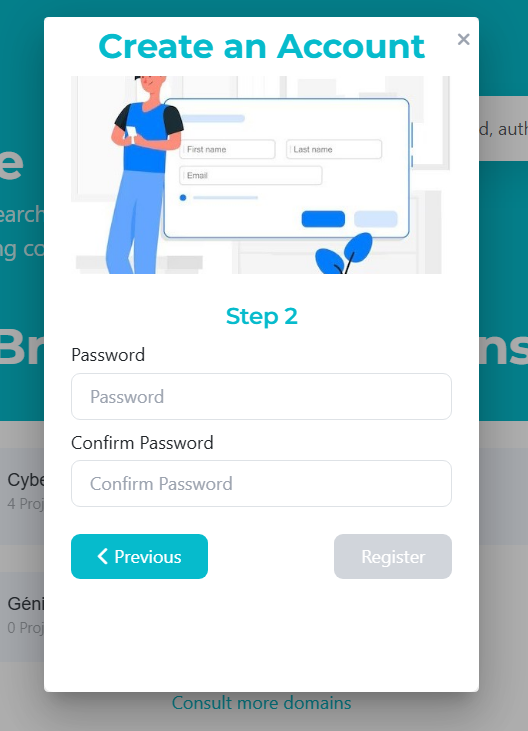 Create an Account
×
d, auth
e
First name
Last name
Email
earch
ng co
Step 2
Br
ns
Password
Password
Confirm Password
Cybe
4 Proj
Confirm Password
Previous
Register
Géni
0 Proj
Consult more domains